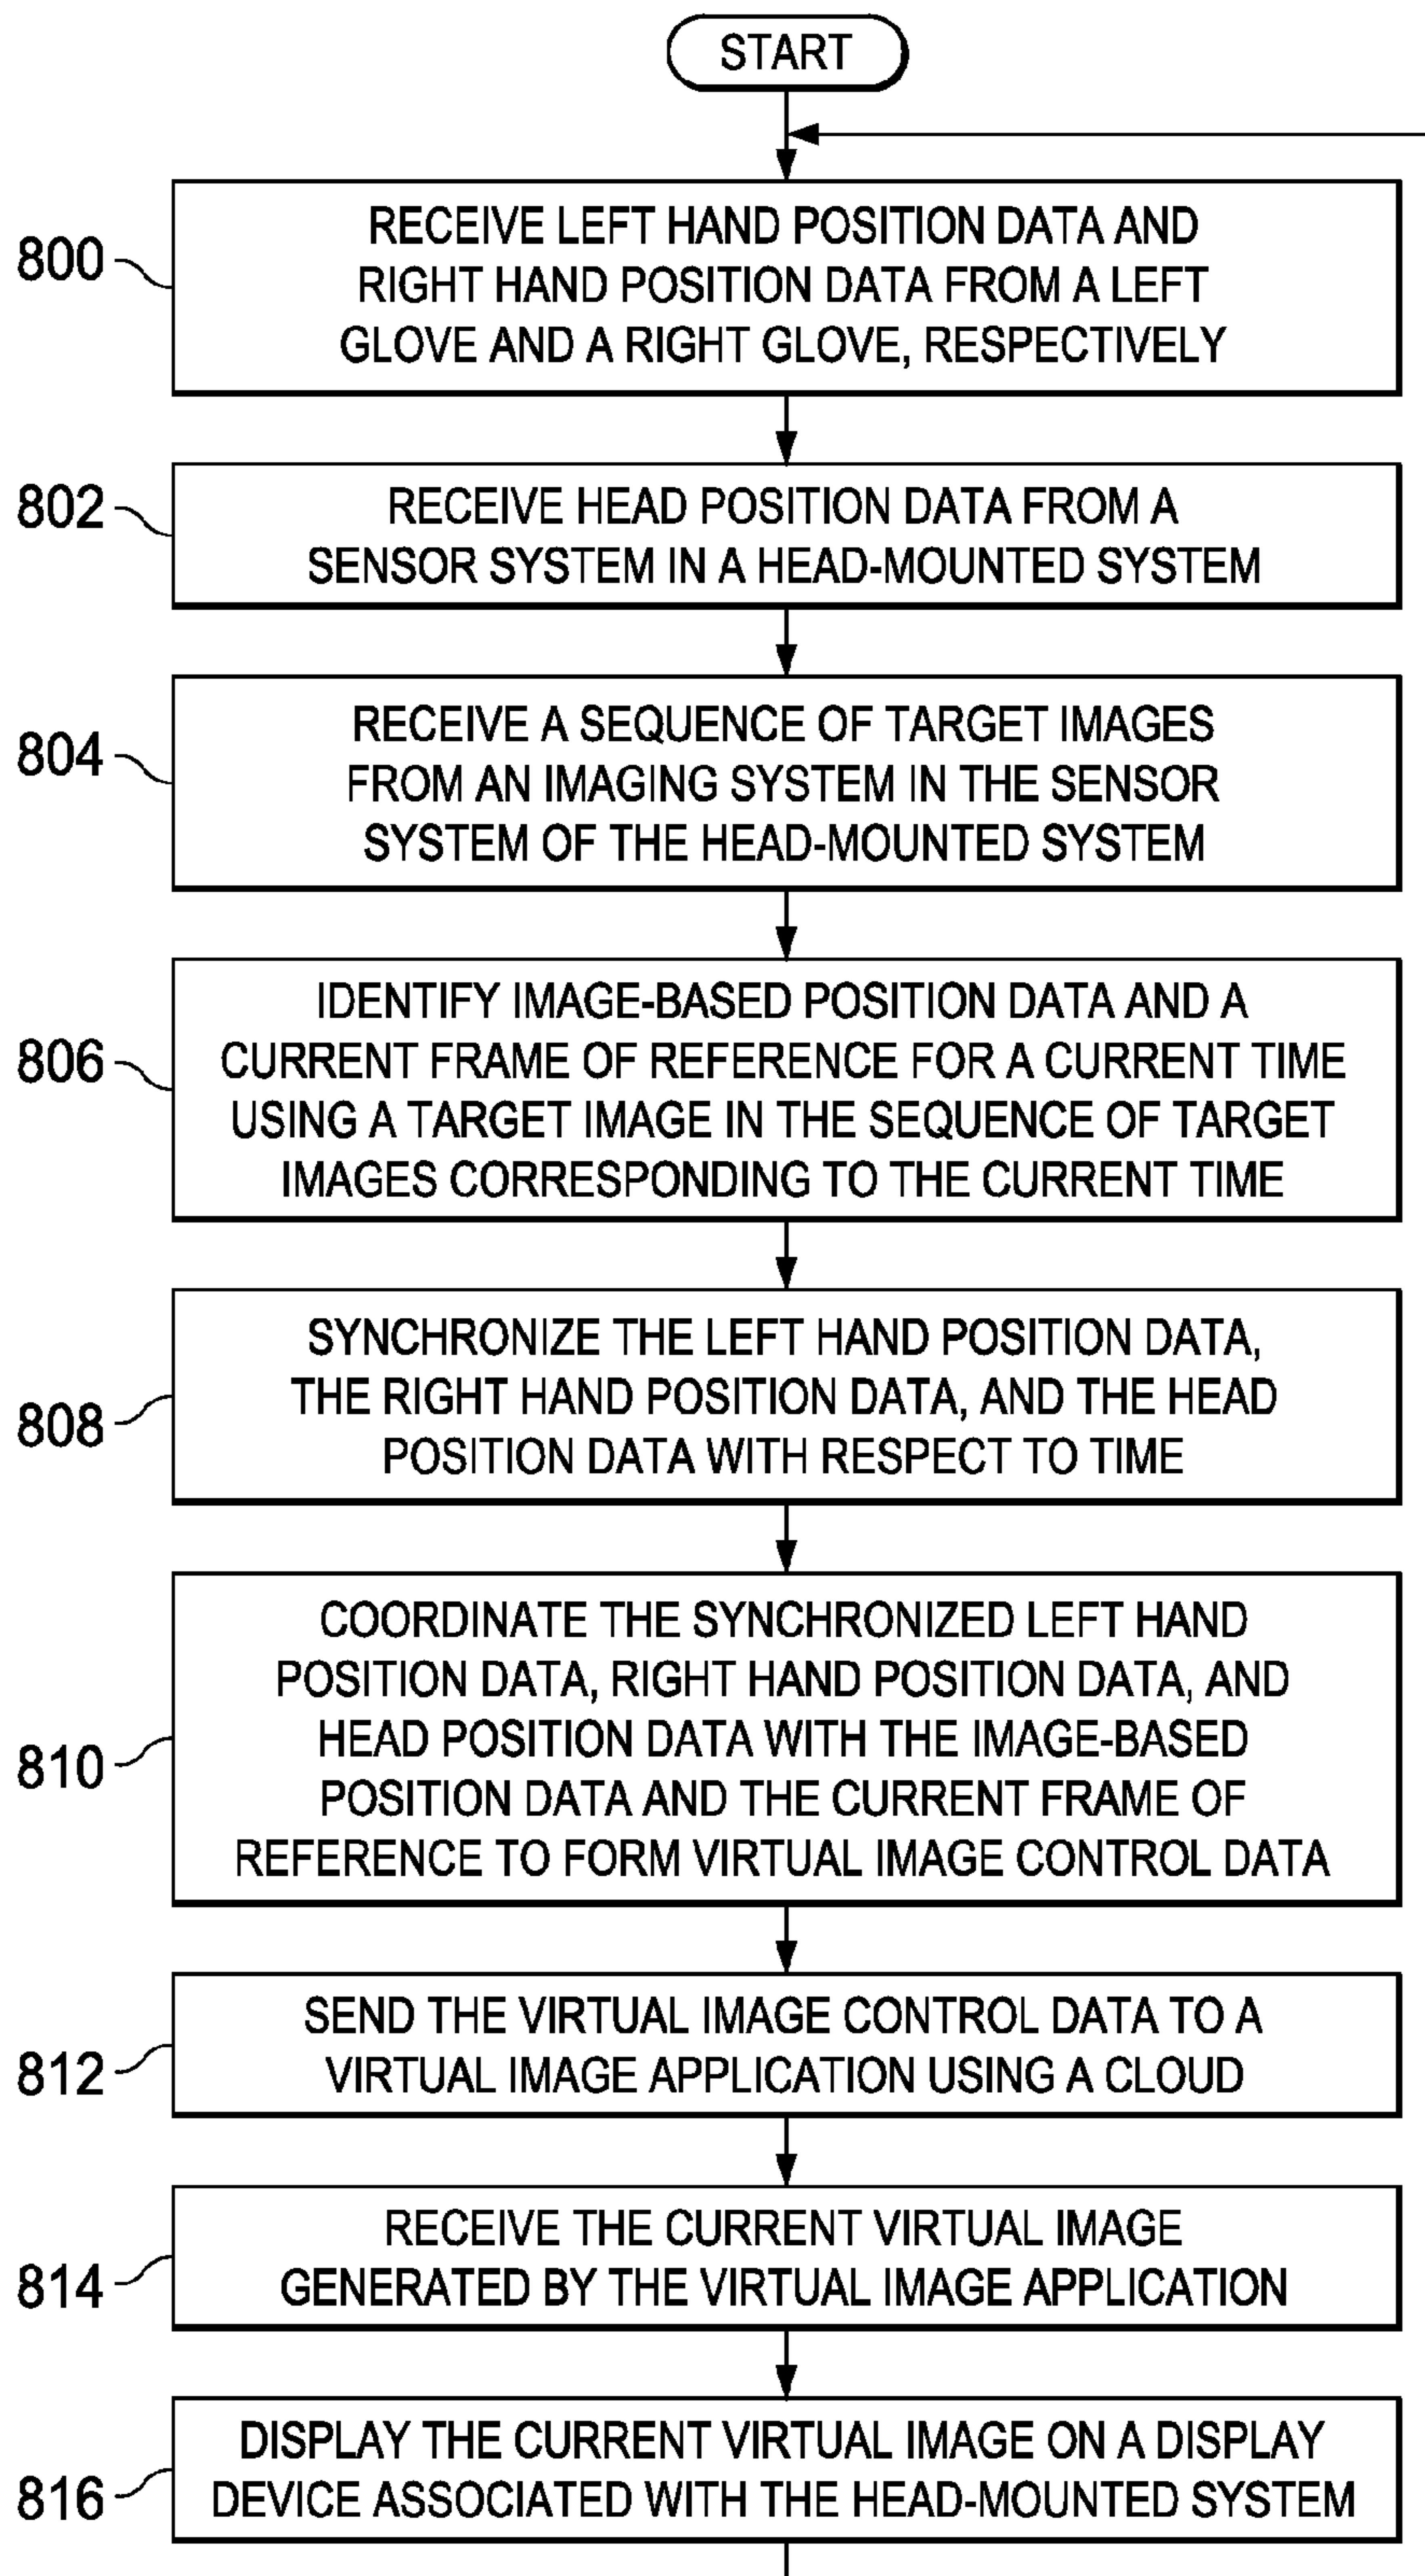 START
800
RECEIVE LEFT HAND POSITION DATA AND
RIGHT HAND POSITION DATA FROM A LEFT
GLOVE AND A RIGHT GLOVE, RESPECTIVELY
802
RECEIVE HEAD POSITION DATA FROM A
SENSOR SYSTEM IN A HEAD-MOUNTED SYSTEM
804
RECEIVE A SEQUENCE OF TARGET IMAGES
FROM AN IMAGING SYSTEM IN THE SENSOR
SYSTEM OF THE HEAD-MOUNTED SYSTEM
806
IDENTIFY IMAGE-BASED POSITION DATA AND A
CURRENT FRAME OF REFERENCE FOR A CURRENT TIME
USING A TARGET IMAGE IN THE SEQUENCE OF TARGET
IMAGES CORRESPONDING TO THE CURRENT TIME
808
SYNCHRONIZE THE LEFT HAND POSITION DATA,
THE RIGHT HAND POSITION DATA, AND THE HEAD
POSITION DATA WITH RESPECT TO TIME
810
COORDINATE THE SYNCHRONIZED LEFT HAND
POSITION DATA, RIGHT HAND POSITION DATA, AND
HEAD POSITION DATA WITH THE IMAGE-BASED
POSITION DATA AND THE CURRENT FRAME OF
REFERENCE TO FORM VIRTUAL IMAGE CONTROL DATA
812
SEND THE VIRTUAL IMAGE CONTROL DATA TO A
VIRTUAL IMAGE APPLICATION USING A CLOUD
814
RECEIVE THE CURRENT VIRTUAL IMAGE
GENERATED BY THE VIRTUAL IMAGE APPLICATION
816
DISPLAY THE CURRENT VIRTUAL IMAGE ON A DISPLAY
DEVICE ASSOCIATED WITH THE HEAD-MOUNTED SYSTEM